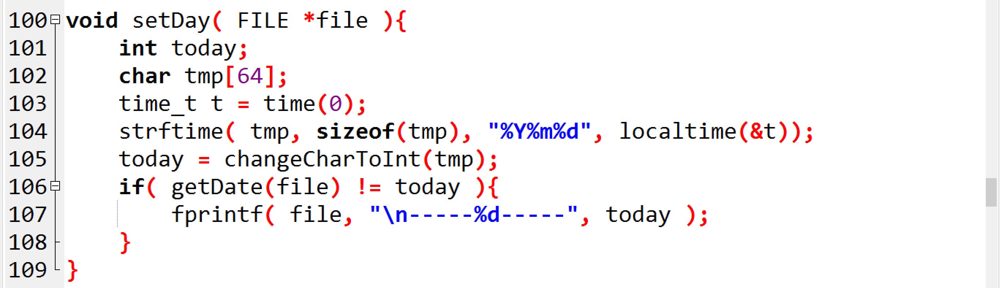 100 void setDay( FILE *file ){
101     int today;
102     char tmp[64];
103     time_t t = time(0);
104     strftime( tmp, sizeof(tmp), "%Y%m%d", localtime(&t));
105     today = changeCharToInt(tmp);
106     if( getDate(file) != today ){
107         fprintf( file, "\n-----%d-----", today );
108     }
109 }